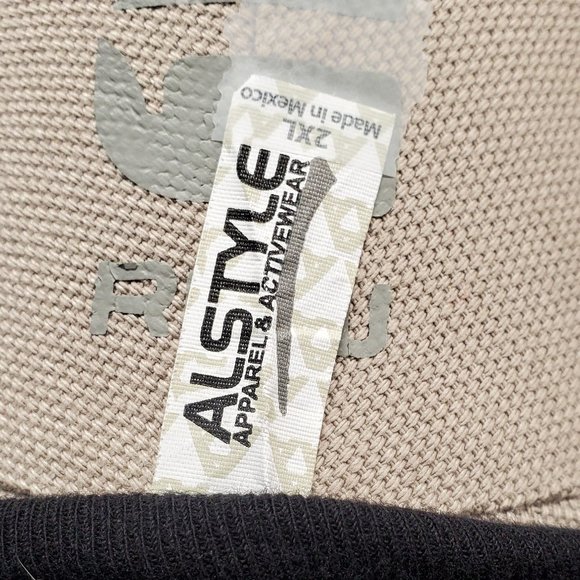 ALSTYLE
APPAREL & ACTIVEWEAR
2XL
Made in Mexico
R
U